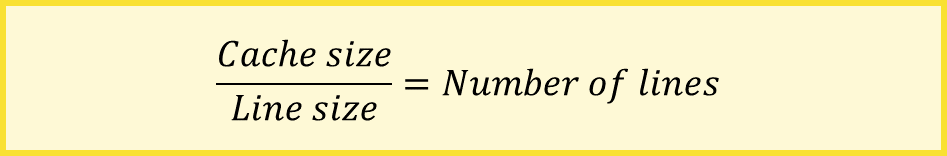 Cache size
Line size
= Number of lines